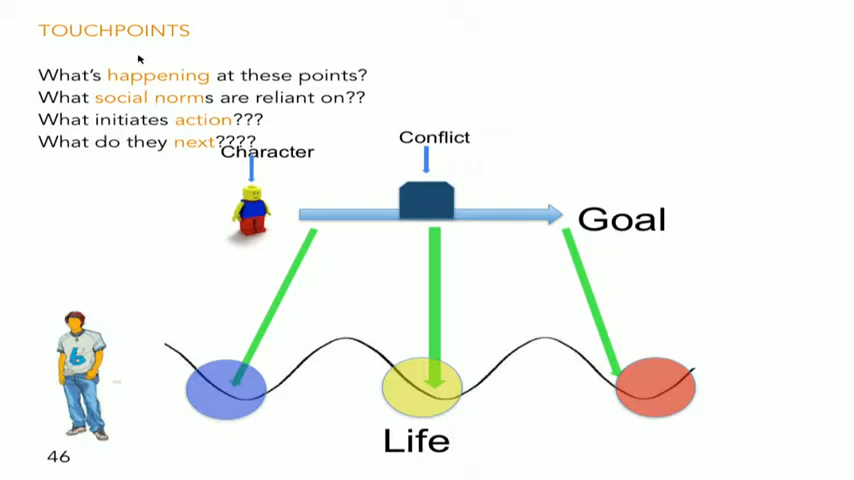 TOUCHPOINTS
What's happening at these points?
What social norms are reliant on??
What initiates action???
What do they next????
Character
Conflict
Goal
b
Life
46